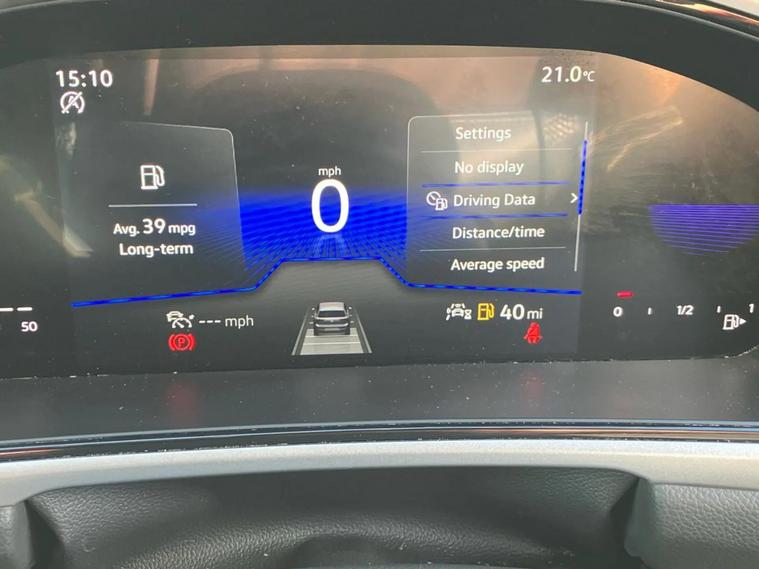 15:10
21.0°C
Settings
mph
No display
0
Driving Data
Avg. 39 mpg
Long-term
Distance/time
Average speed
50
--- mph
40 mi
0
1/2
1
P